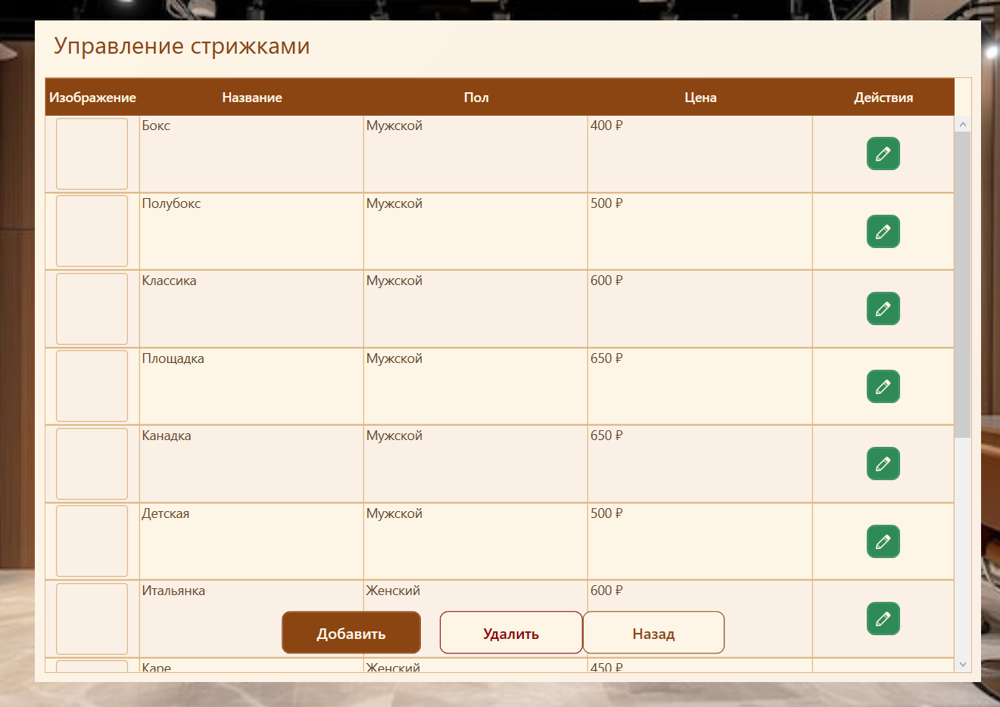 Управление стрижками
Изображение Название Пол Цена Действия
Бокс Мужской 400 ₽
Полубокс Мужской 500 ₽
Классика Мужской 600 ₽
Площадка Мужской 650 ₽
Канадка Мужской 650 ₽
Детская Мужской 500 ₽
Итальянка Женский 600 ₽
Добавить Удалить Назад
Каре Женский 450 ₽